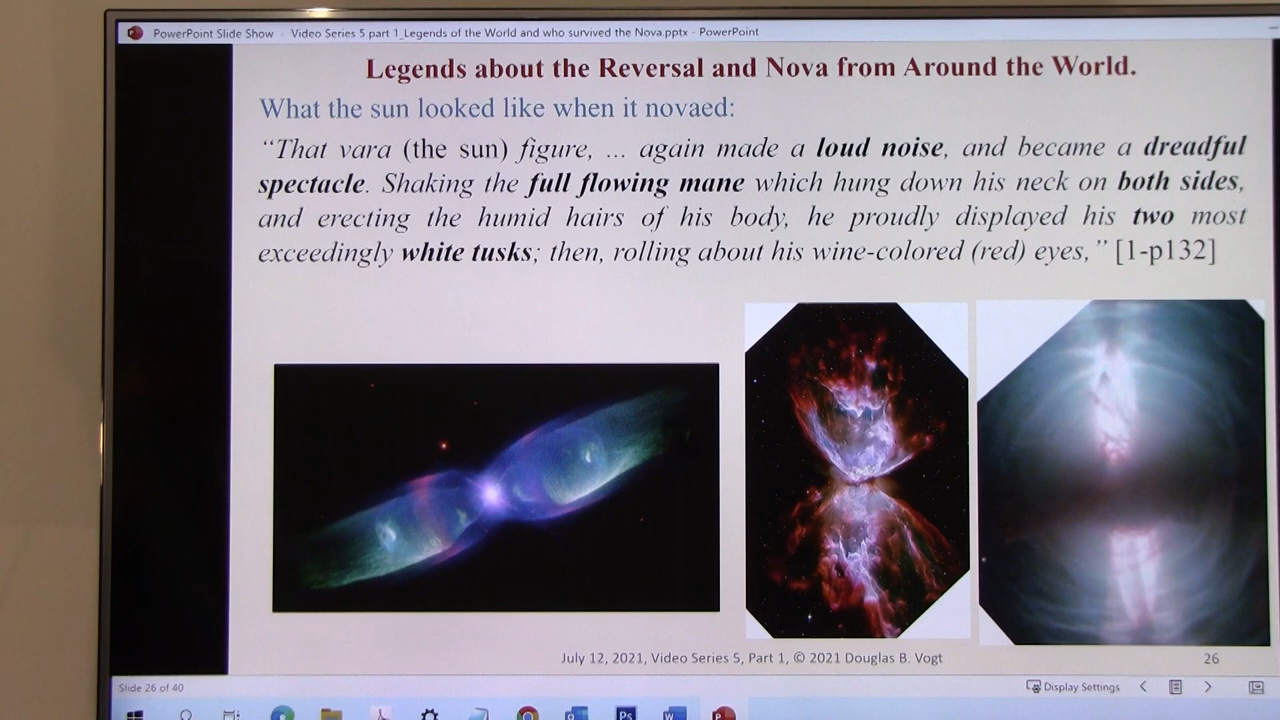 PowerPoint Slide Show - Video Series 5 part 1_Legends of the World and who survived the Nova.pptx - PowerPoint
Legends about the Reversal and Nova from Around the World.
What the sun looked like when it novaed:
“That vara (the sun) figure, ... again made a loud noise, and became a dreadful
spectacle. Shaking the full flowing mane which hung down his neck on both sides,
and erecting the humid hairs of his body, he proudly displayed his two most
exceedingly white tusks; then, rolling about his wine-colored (red) eyes,” [1-p132]
July 12, 2021, Video Series 5, Part 1, © 2021 Douglas B. Vogt
26
Slide 26 of 40
Display Settings